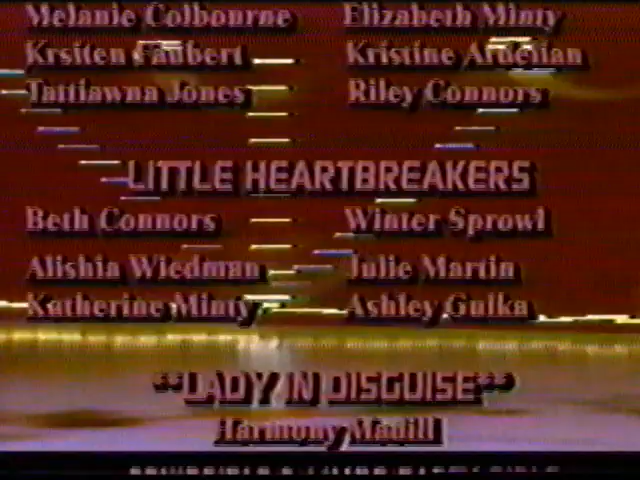 Melanie Colbourne Elizabeth Minty
Krsiten Faubert Kristine Ardelian
Tattiawna Jones Riley Connors
LITTLE HEARTBREAKERS
Beth Connors Winter Sprowl
Alishia Wiedman Julie Martin
Katherine Minty Ashley Gulka
**LADY IN DISGUISE**
Harmony Madill